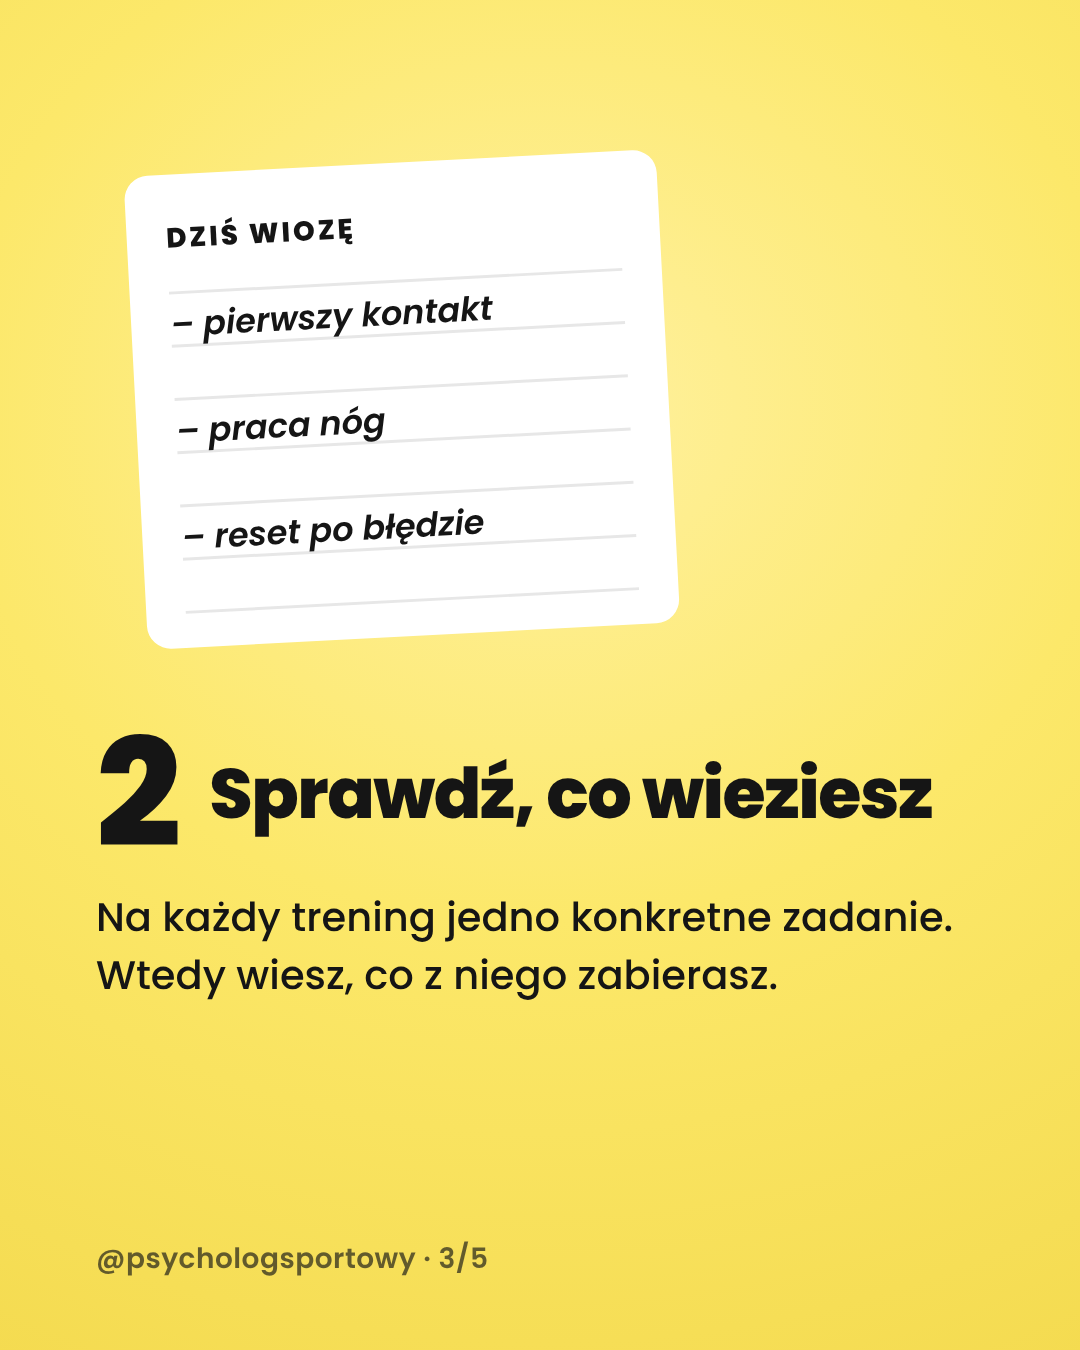 DZIŚ WIOZĘ
– pierwszy kontakt
– praca nóg
– reset po błędzie
2 Sprawdź, co wieziesz
Na każdy trening jedno konkretne zadanie.
Wtedy wiesz, co z niego zabierasz.
@psychologsportowy · 3/5